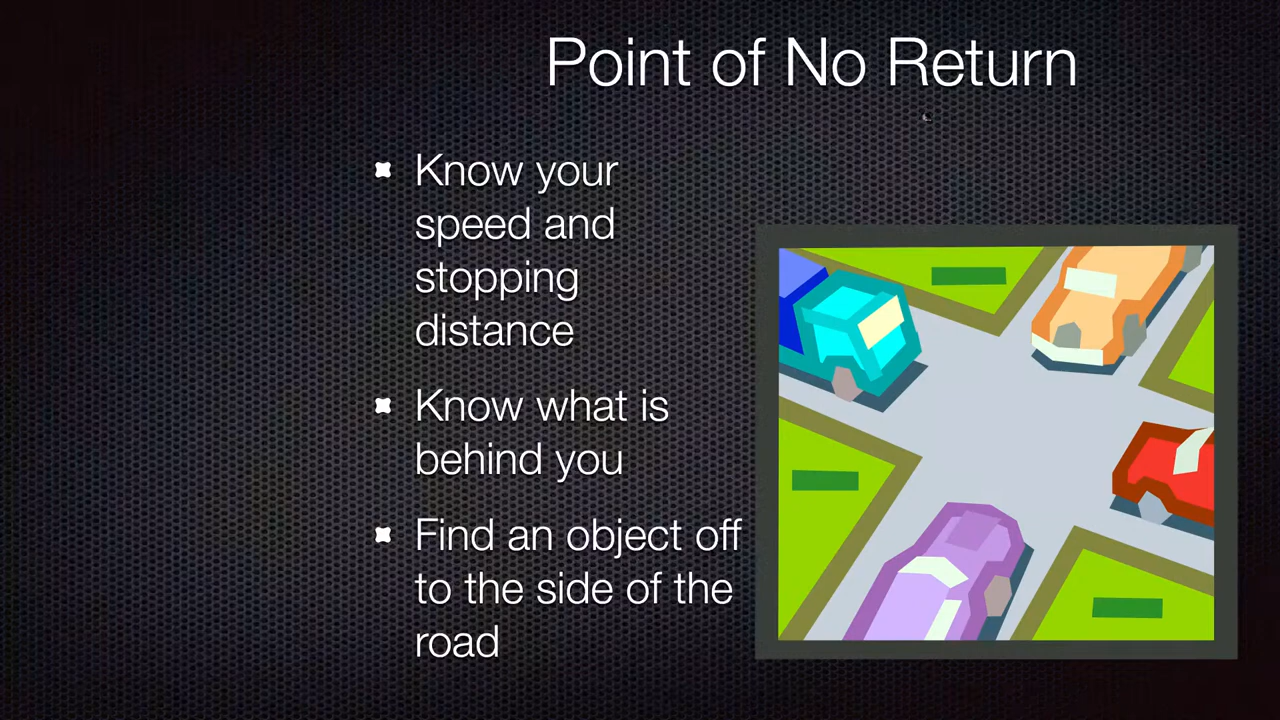 Point of No Return
Know your
speed and
stopping
distance
Know what is
behind you
Find an object off
to the side of the
road